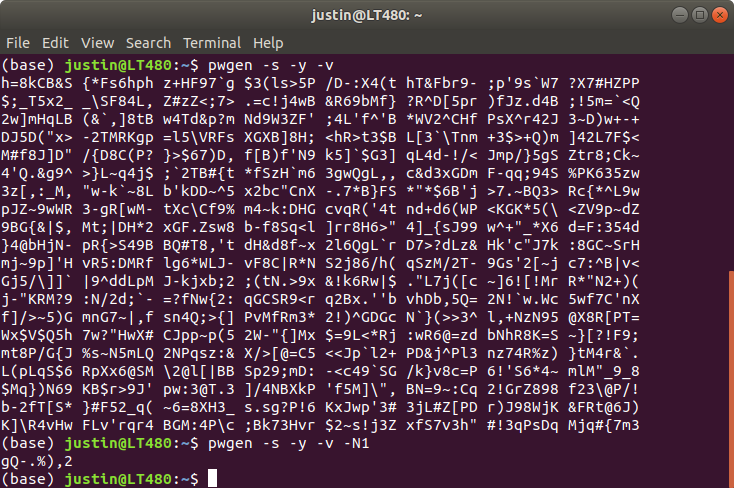 justin@LT480: ~
File Edit View Search Terminal Help
(base) justin@LT480:~$ pwgen -s -y -v
h=8kCB&S {*Fs6hph z+HF97`g $3(ls>5P /D-:X4(t hT&Fbr9- ;p'9s`W7 ?X7#HZPP
$;_T5x2_ _\SF84L, Z#zZ<;7> .=c!j4wB &R69bMf} ?R^D[5pr )fJz.d4B ;!5m=`<Q
2w]mHqLB (&`,]8tB w4Td&p?m Nd9W3ZF' ;4L'f^'B *WV2^CHf PsX^r42J 3~D)w+-+
DJ5D("x> -2TMRKgp =l5\VRFs XGXB]8H; <hR>t3$B L[3`\Tnm +3$>+Q)m ]42L7F$<
M#f8J]D" /{D8C(P? }>$67)D, f[B)f'N9 k5]`$G3] qL4d-!/< Jmp/}5gS Ztr8;Ck~
4'Q.&g9^ >}L~q4j$ ;`2TB#{t *fSzH`m6 3gwQgL,, c&d3xGDm F-qq;94S %PK635zw
3z[,:_M, "w-k`~8L b'kDD~^5 x2bc"CnX -.7*B}FS *"*$6B'j >7.~BQ3> Rc{*^L9w
pJZ~9wWR 3-gR[wM- tXc\Cf9% m4~k:DHG cvqR('4t nd+d6(WP <KGK*5(\ <ZV9p~dZ
9BG{&|$, Mt;|DH*2 xGF.Zsw8 b-f8Sq<l ]rr8H6>" 4]_{sJ99 w^+"_*X6 d=F:354d
}4@bHjN- pR{>S49B BQ#T8,'t dH&d8f~x 2l6QgL`r D7>?dLz& Hk'c"J7k :8GC~SrH
mj~9p]'H vR5:DMRf lg6*WLJ- vF8C|R*N S2j86/h( qSzM/2T- 9Gs'2[~j c7:^B|v<
Gj5/\]]` |9^ddLpM J-kjxb;2 ;(tN.>9x &!k6Rw|$ ."L7j([c ~]6![!Mr R*"N2+)(
j-"KRM?9 :N/2d;`- =?fNw{2: qGCSR9<r q2Bx.''b vhDb,5Q= 2N!`w.Wc 5wf7C'nX
f]/>~5)G mnG7~|,f sn4Q;>{] PvMfRm3* 2!)^GDGc N`}(>>3^ l,+NzN95 @X8R[PT=
Wx$V$Q5h 7w?"HwX# CJpp~p(5 2W-"{]Mx $=9L<*Rj :wR6@=zd bNhR8K=S ~}[?!F9;
mt8P/G{J %s~N5mLQ 2NPqsz:& X/>[@=C5 <<Jp`l2+ PD&j^Pl3 nz74R%z) }tM4r&`.
L(pLqS$G RpXx6@SM \2@l[|BB Sp29;mD: -<c49`SG /k}v8c=P 6!'S6*4~ mlM"_9_8
$Mq})N69 KB$r>9J' pw:3@T.3 ]/4NBXkP 'f5M]\", BN=9~:Cq 2!GrZ898 f23\@P/!
b-2fT[S* }#F52_q( ~6=8XH3_ s.sg?P!6 KxJwp'3# 3jL#Z[PD r)J98WjK &FRt@6J)
K]\R4vHw FLv'rqr4 BGM:4P\c ;Bk73Hvr $2~s!j3Z xfS7v3h" #!3qPsDq Mjq#{7m3
(base) justin@LT480:~$ pwgen -s -y -v -N1
gQ-.%),2
(base) justin@LT480:~$